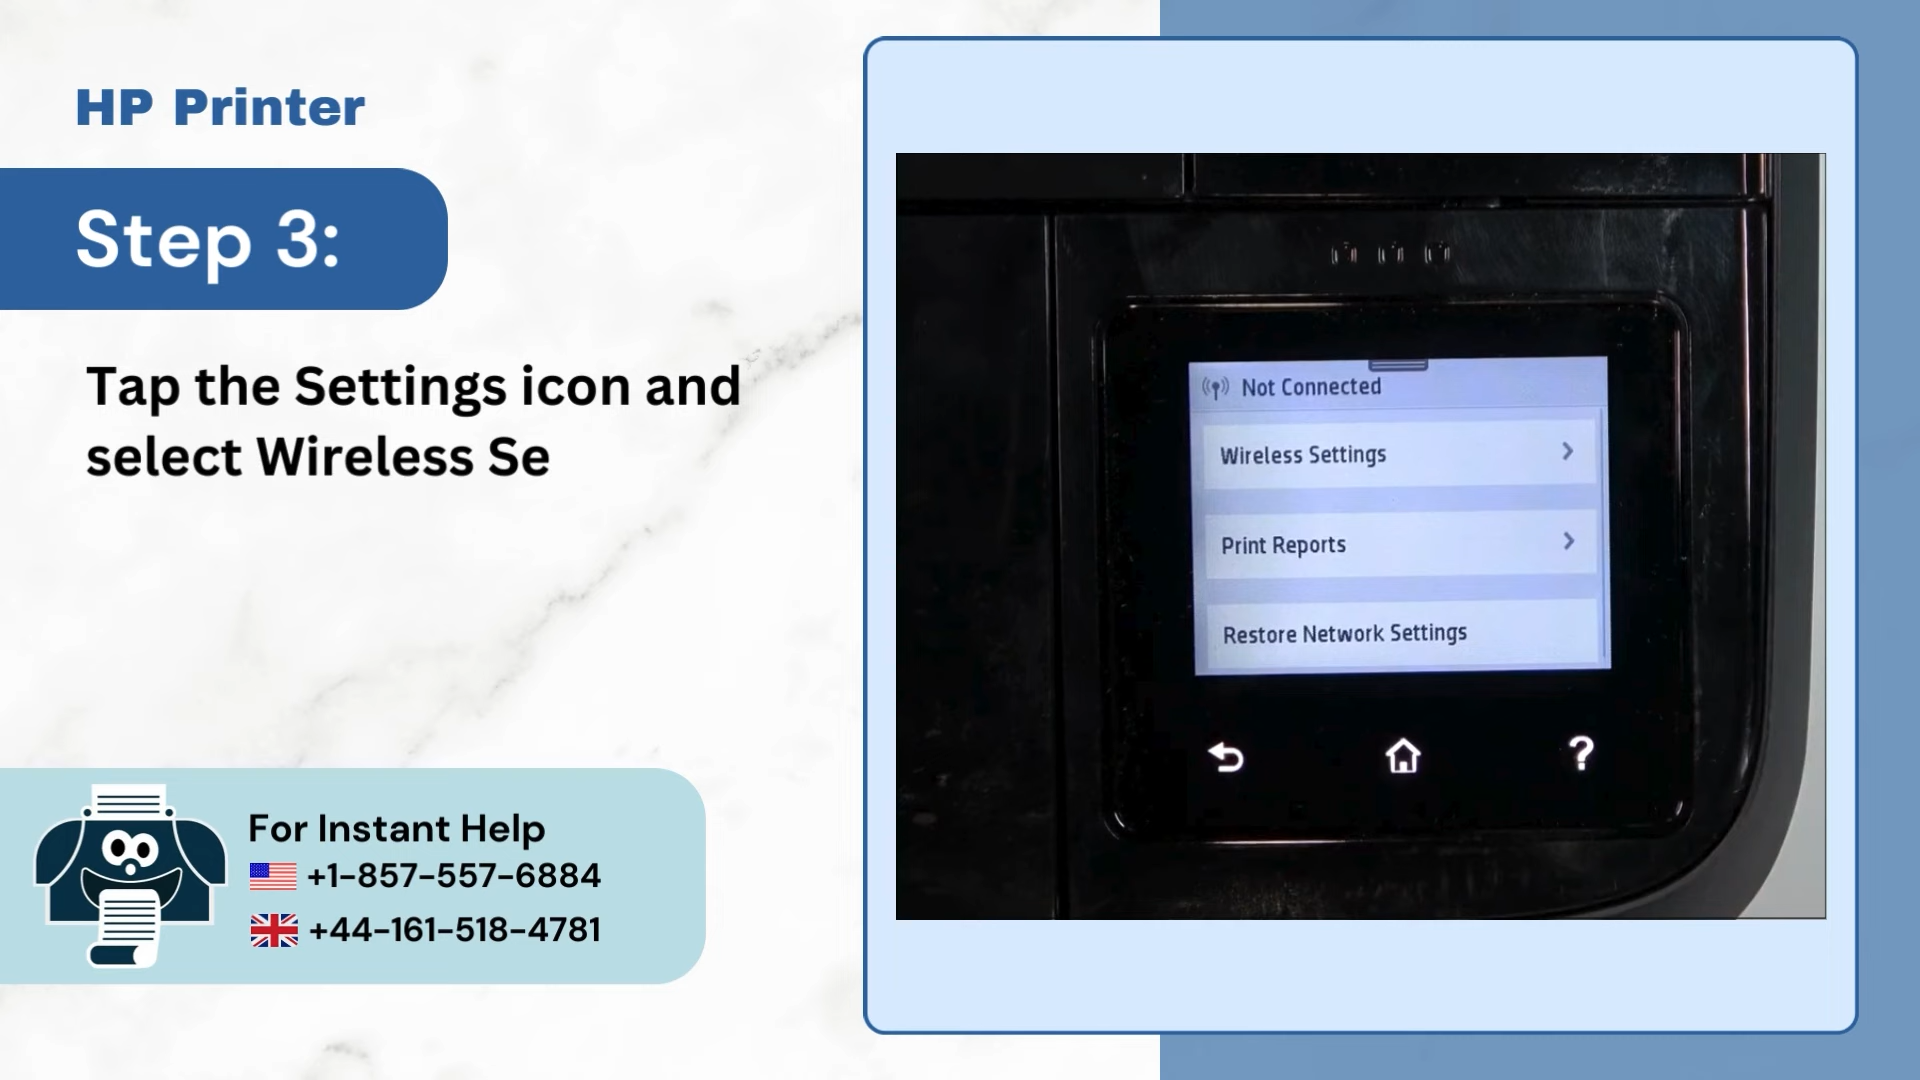 HP Printer
Step 3:
Tap the Settings icon and
select Wireless Se
For Instant Help
+1-857-557-6884
+44-161-518-4781
Not Connected
Wireless Settings
Print Reports
Restore Network Settings
?